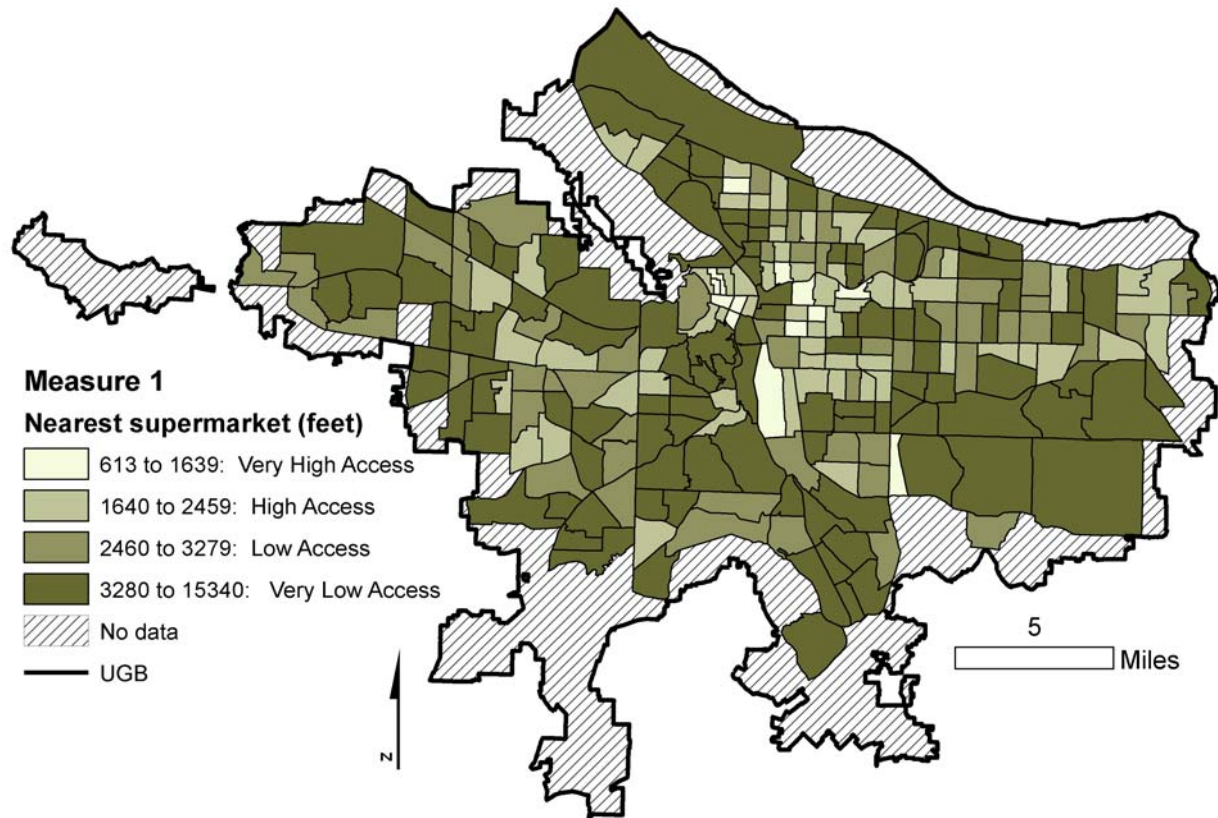 Measure 1
Nearest supermarket (feet)
613 to 1639: Very High Access
1640 to 2459: High Access
2460 to 3279: Low Access
3280 to 15340: Very Low Access
No data
UGB
N
5
Miles